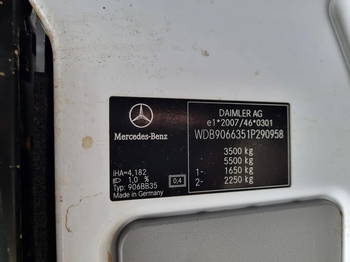 DAIMLER AG
e1*2007/46*0301
WDB9066351P290958
Mercedes-Benz
3500 kg
5500 kg
1- 1650 kg
2- 2250 kg
iHA=4,182
1,0 %
0,4
Typ: 906BB35
Made in Germany